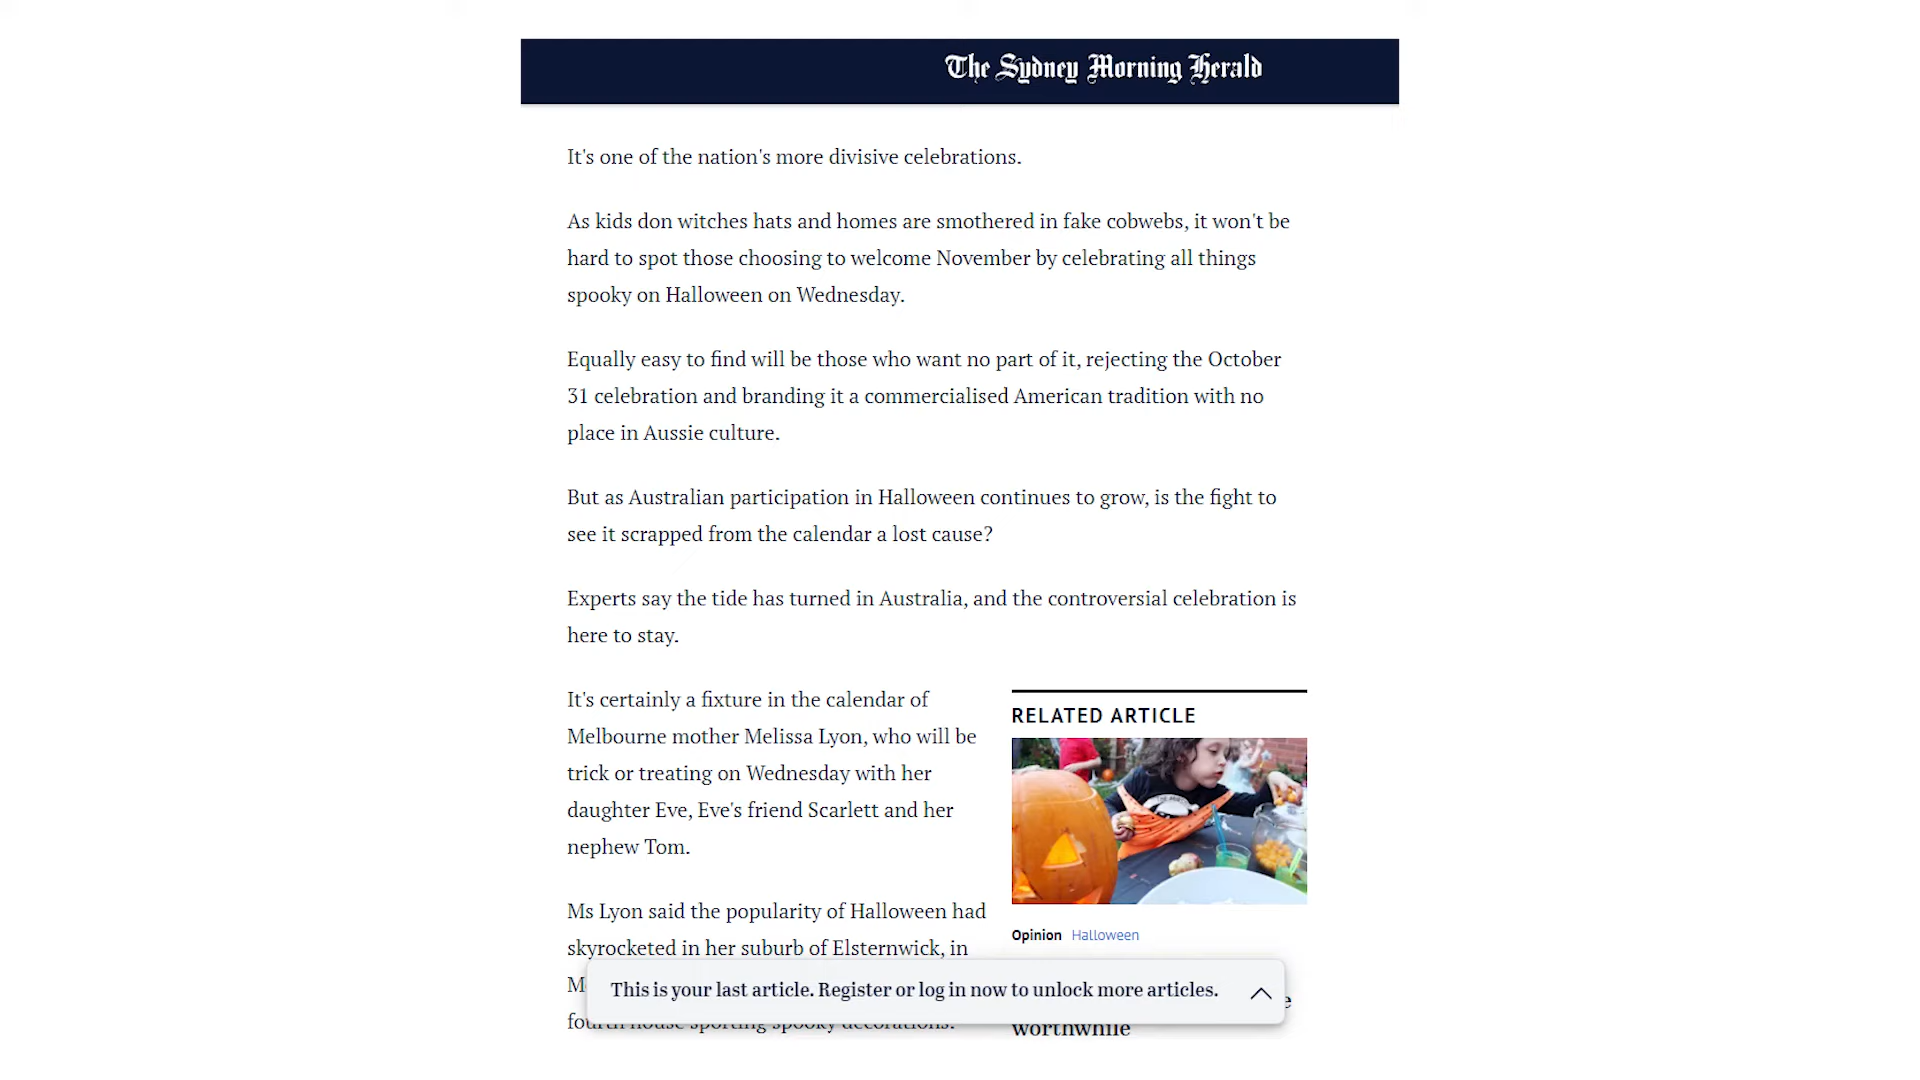 The Sydney Morning Herald
It's one of the nation's more divisive celebrations.
As kids don witches hats and homes are smothered in fake cobwebs, it won't be
hard to spot those choosing to welcome November by celebrating all things
spooky on Halloween on Wednesday.
Equally easy to find will be those who want no part of it, rejecting the October
31 celebration and branding it a commercialised American tradition with no
place in Aussie culture.
But as Australian participation in Halloween continues to grow, is the fight to
see it scrapped from the calendar a lost cause?
Experts say the tide has turned in Australia, and the controversial celebration is
here to stay.
It's certainly a fixture in the calendar of
Melbourne mother Melissa Lyon, who will be
trick or treating on Wednesday with her
daughter Eve, Eve's friend Scarlett and her
nephew Tom.
Ms Lyon said the popularity of Halloween had
skyrocketed in her suburb of Elsternwick, in
fourth house sporting spooky decorations.
RELATED ARTICLE
Opinion Halloween
worthwhile
This is your last article. Register or log in now to unlock more articles.